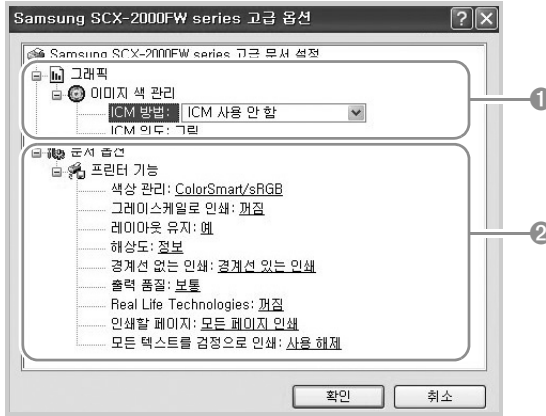 Samsung SCX-2000FW series 고급 옵션
Samsung SCX-2000FW series 고급 문서 설정
그래픽
이미지 색 관리
ICM 방법: ICM 사용 안 함
ICM 의도: 그림
❶
문서 옵션
프린터 기능
색상 관리: ColorSmart/sRGB
그레이스케일로 인쇄: 꺼짐
레이아웃 유지: 예
해상도: 정보
경계선 없는 인쇄: 경계선 있는 인쇄
출력 품질: 보통
❷
Real Life Technologies: 꺼짐
인쇄할 페이지: 모든 페이지 인쇄
모든 텍스트를 검정으로 인쇄: 사용 해제
확인 취소